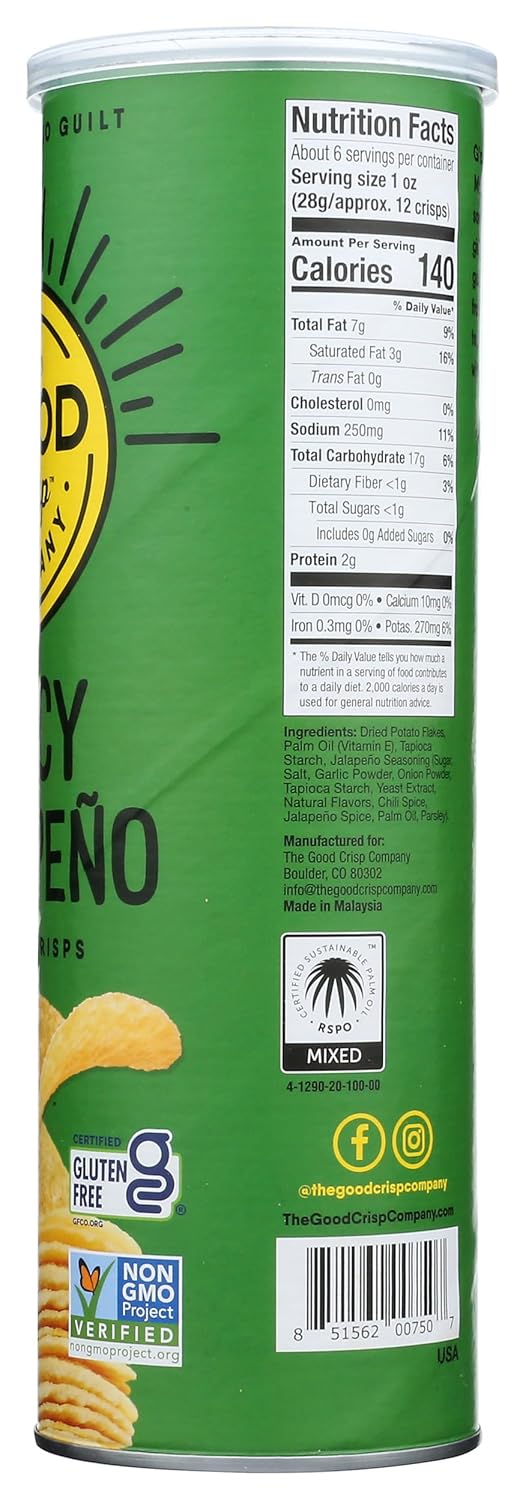 GUILT
OD
ANY
CY
PEÑO
RISPS
CERTIFIED
GLUTEN
FREE
g
®
GFCO.ORG
NON
GMO
Project
VERIFIED
nongmoproject.org
Nutrition Facts
About 6 servings per container
Serving size 1 oz
(28g/approx. 12 crisps)
Amount Per Serving
Calories 140
% Daily Value*
Total Fat 7g 9%
Saturated Fat 3g 16%
Trans Fat 0g
Cholesterol 0mg 0%
Sodium 250mg 11%
Total Carbohydrate 17g 6%
Dietary Fiber <1g 3%
Total Sugars <1g
Includes 0g Added Sugars 0%
Protein 2g
Vit. D 0mcg 0% • Calcium 10mg 0%
Iron 0.3mg 0% • Potas. 270mg 6%
* The % Daily Value tells you how much a
nutrient in a serving of food contributes
to a daily diet. 2,000 calories a day is
used for general nutrition advice.
Ingredients: Dried Potato Flakes,
Palm Oil (Vitamin E), Tapioca
Starch, Jalapeño Seasoning (Sugar,
Salt, Garlic Powder, Onion Powder,
Tapioca Starch, Yeast Extract,
Natural Flavors, Chili Spice,
Jalapeño Spice, Palm Oil, Parsley).
Manufactured for:
The Good Crisp Company
Boulder, CO 80302
info@thegoodcrispcompany.com
Made in Malaysia
CERTIFIED SUSTAINABLE PALM OIL ™
• RSPO •
MIXED
4-1290-20-100-00
@thegoodcrispcompany
TheGoodCrispCompany.com
8 51562 00750 7
USA